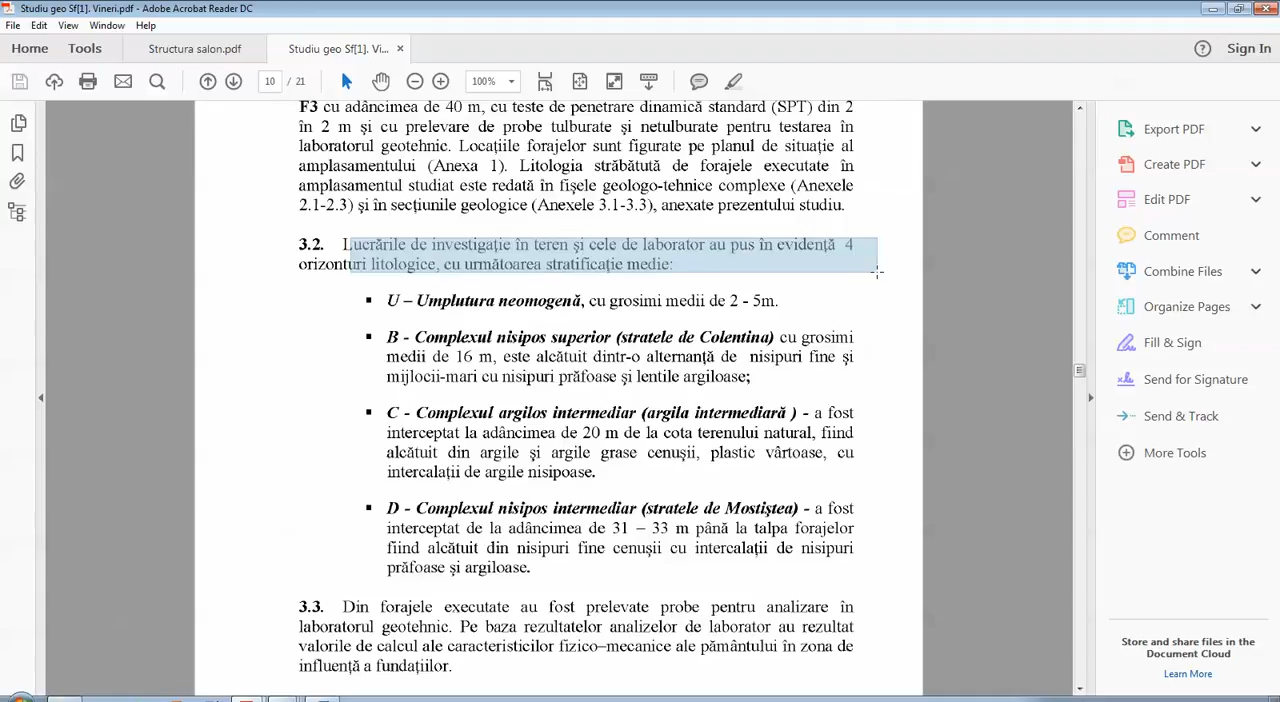 Studiu geo Sf[1]. Vineri.pdf - Adobe Acrobat Reader DC
File Edit View Window Help
Home Tools Structura salon.pdf Studiu geo Sf[1]. Vi... × Sign In
10 / 21 100%
F3 cu adâncimea de 40 m, cu teste de penetrare dinamică standard (SPT) din 2
în 2 m şi cu prelevare de probe tulburate şi netulburate pentru testarea în
laboratorul geotehnic. Locaţiile forajelor sunt figurate pe planul de situaţie al
amplasamentului (Anexa 1). Litologia străbătută de forajele executate în
amplasamentul studiat este redată în fişele geologo-tehnice complexe (Anexele
2.1-2.3) şi în secţiunile geologice (Anexele 3.1-3.3), anexate prezentului studiu.
3.2. Lucrările de investigaţie în teren şi cele de laborator au pus în evidenţă 4
orizonturi litologice, cu următoarea stratificaţie medie:
▪ U – Umplutura neomogenă, cu grosimi medii de 2 - 5m.
▪ B - Complexul nisipos superior (stratele de Colentina) cu grosimi
medii de 16 m, este alcătuit dintr-o alternanţă de nisipuri fine şi
mijlocii-mari cu nisipuri prăfoase şi lentile argiloase;
▪ C - Complexul argilos intermediar (argila intermediară ) - a fost
interceptat la adâncimea de 20 m de la cota terenului natural, fiind
alcătuit din argile şi argile grase cenuşii, plastic vârtoase, cu
intercalaţii de argile nisipoase.
▪ D - Complexul nisipos intermediar (stratele de Mostiştea) - a fost
interceptat de la adâncimea de 31 – 33 m până la talpa forajelor
fiind alcătuit din nisipuri fine cenuşii cu intercalaţii de nisipuri
prăfoase şi argiloase.
3.3. Din forajele executate au fost prelevate probe pentru analizare în
laboratorul geotehnic. Pe baza rezultatelor analizelor de laborator au rezultat
valorile de calcul ale caracteristicilor fizico–mecanice ale pământului în zona de
influenţă a fundaţiilor.
Export PDF
Create PDF
Edit PDF
Comment
Combine Files
Organize Pages
Fill & Sign
Send for Signature
Send & Track
More Tools
Store and share files in the
Document Cloud
Learn More